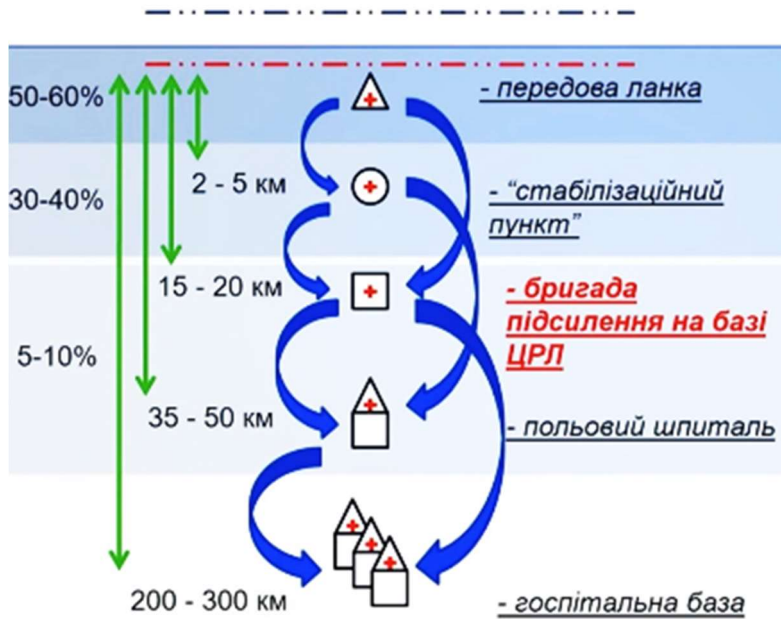 50-60%
- передова ланка
2 - 5 км
30-40%
- “стабілізаційний
пункт”
15 - 20 км
- бригада
підсилення на базі
ЦРЛ
5-10%
35 - 50 км
- польовий шпиталь
200 - 300 км
- госпітальна база